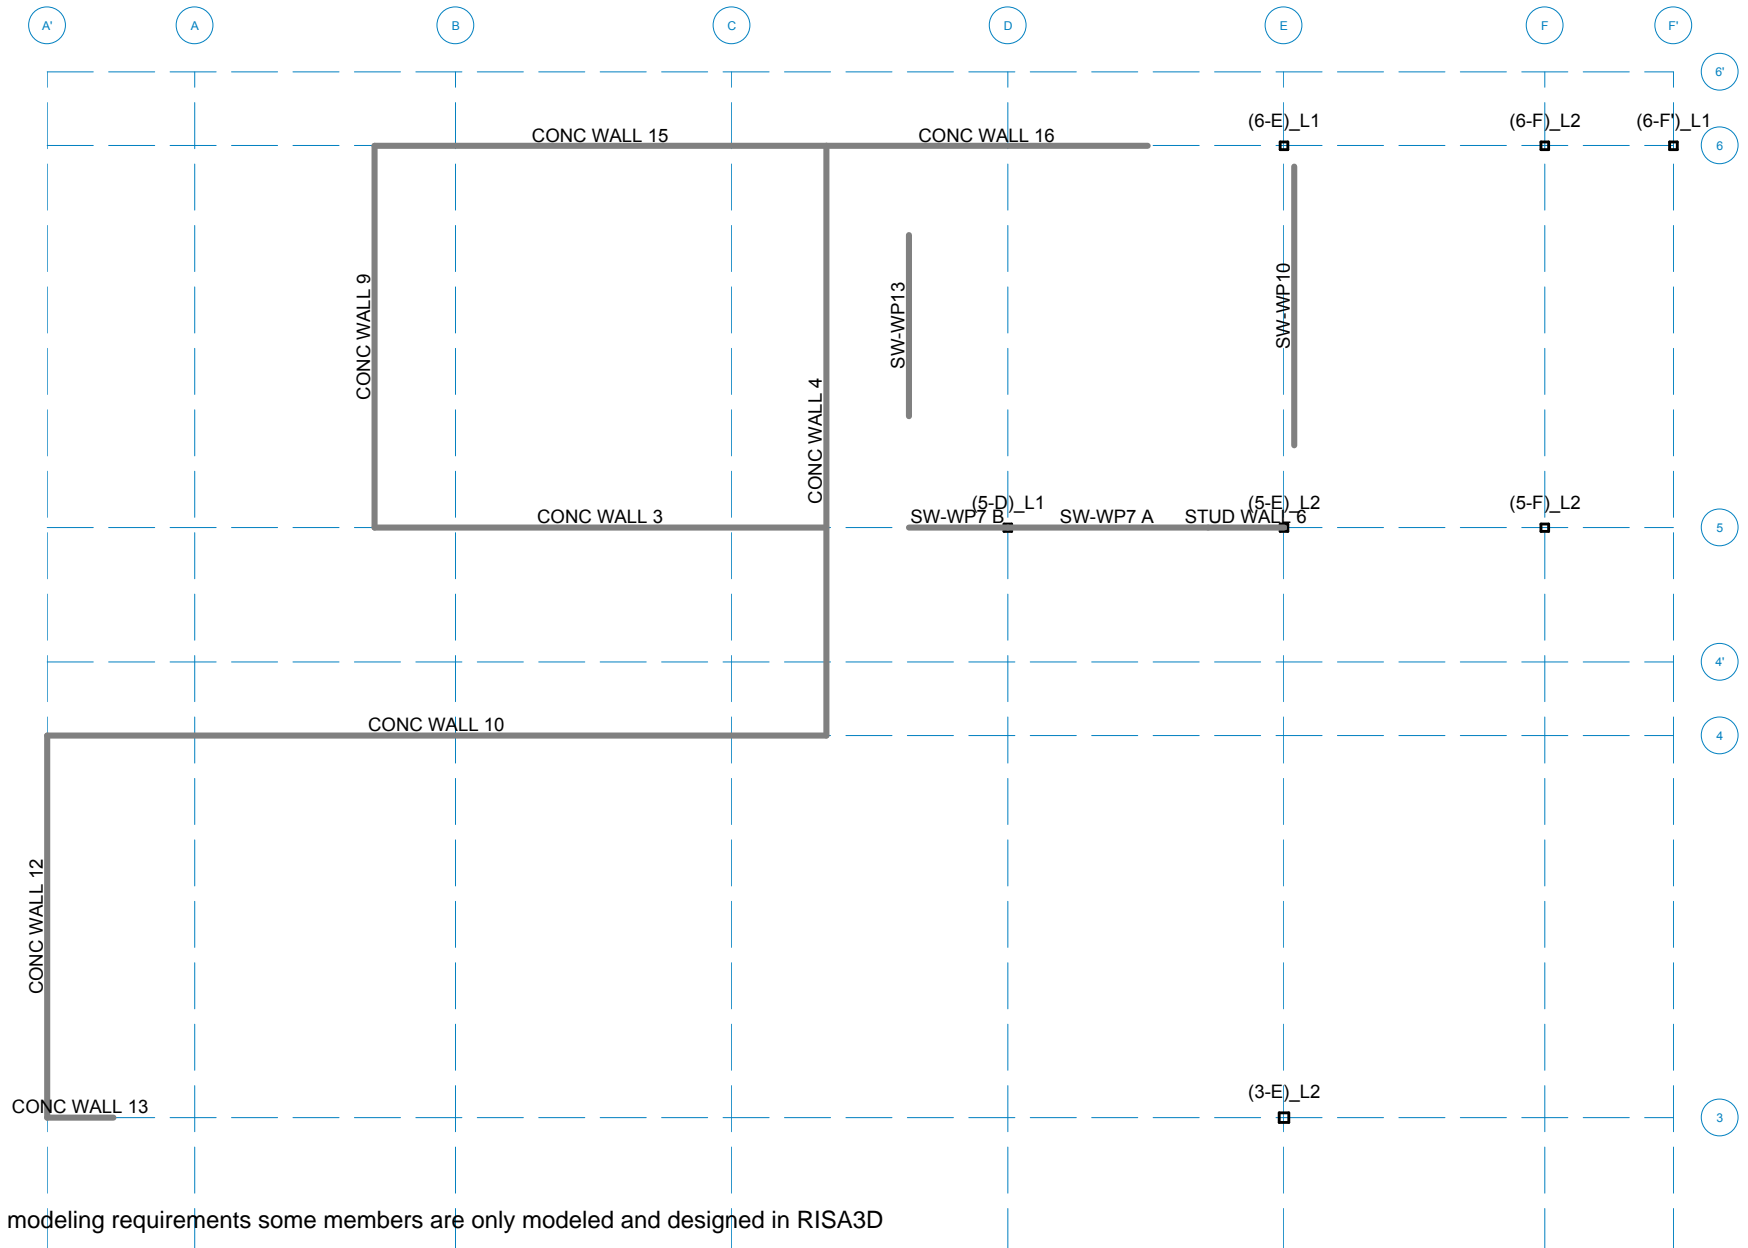 A' A B C D E F F'
6'
(6-E)_L1 (6-F)_L2 (6-F')_L1
CONC WALL 15 CONC WALL 16
6
CONC WALL 9
SW-WP13
SW-WP10
CONC WALL 4
(5-D)_L1 (5-E)_L2 (5-F)_L2
CONC WALL 3 SW-WP7 B SW-WP7 A STUD WALL 6
5
4'
CONC WALL 10
4
CONC WALL 12
(3-E)_L2
CONC WALL 13
3
modeling requirements some members are only modeled and designed in RISA3D